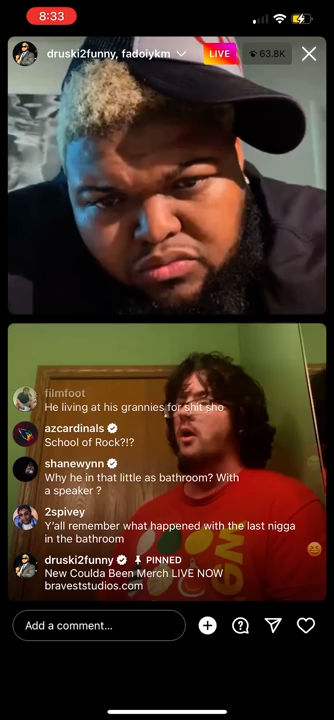 8:33
druski2funny, fadoiykm
LIVE
63.8K
filmfoot
He living at his grannies for shit sho
azcardinals
School of Rock?!?
shanewynn
Why he in that little as bathroom? With
a speaker ?
2spivey
Y'all remember what happened with the last nigga
in the bathroom
druski2funny PINNED
New Coulda Been Merch LIVE NOW
braveststudios.com
Add a comment...